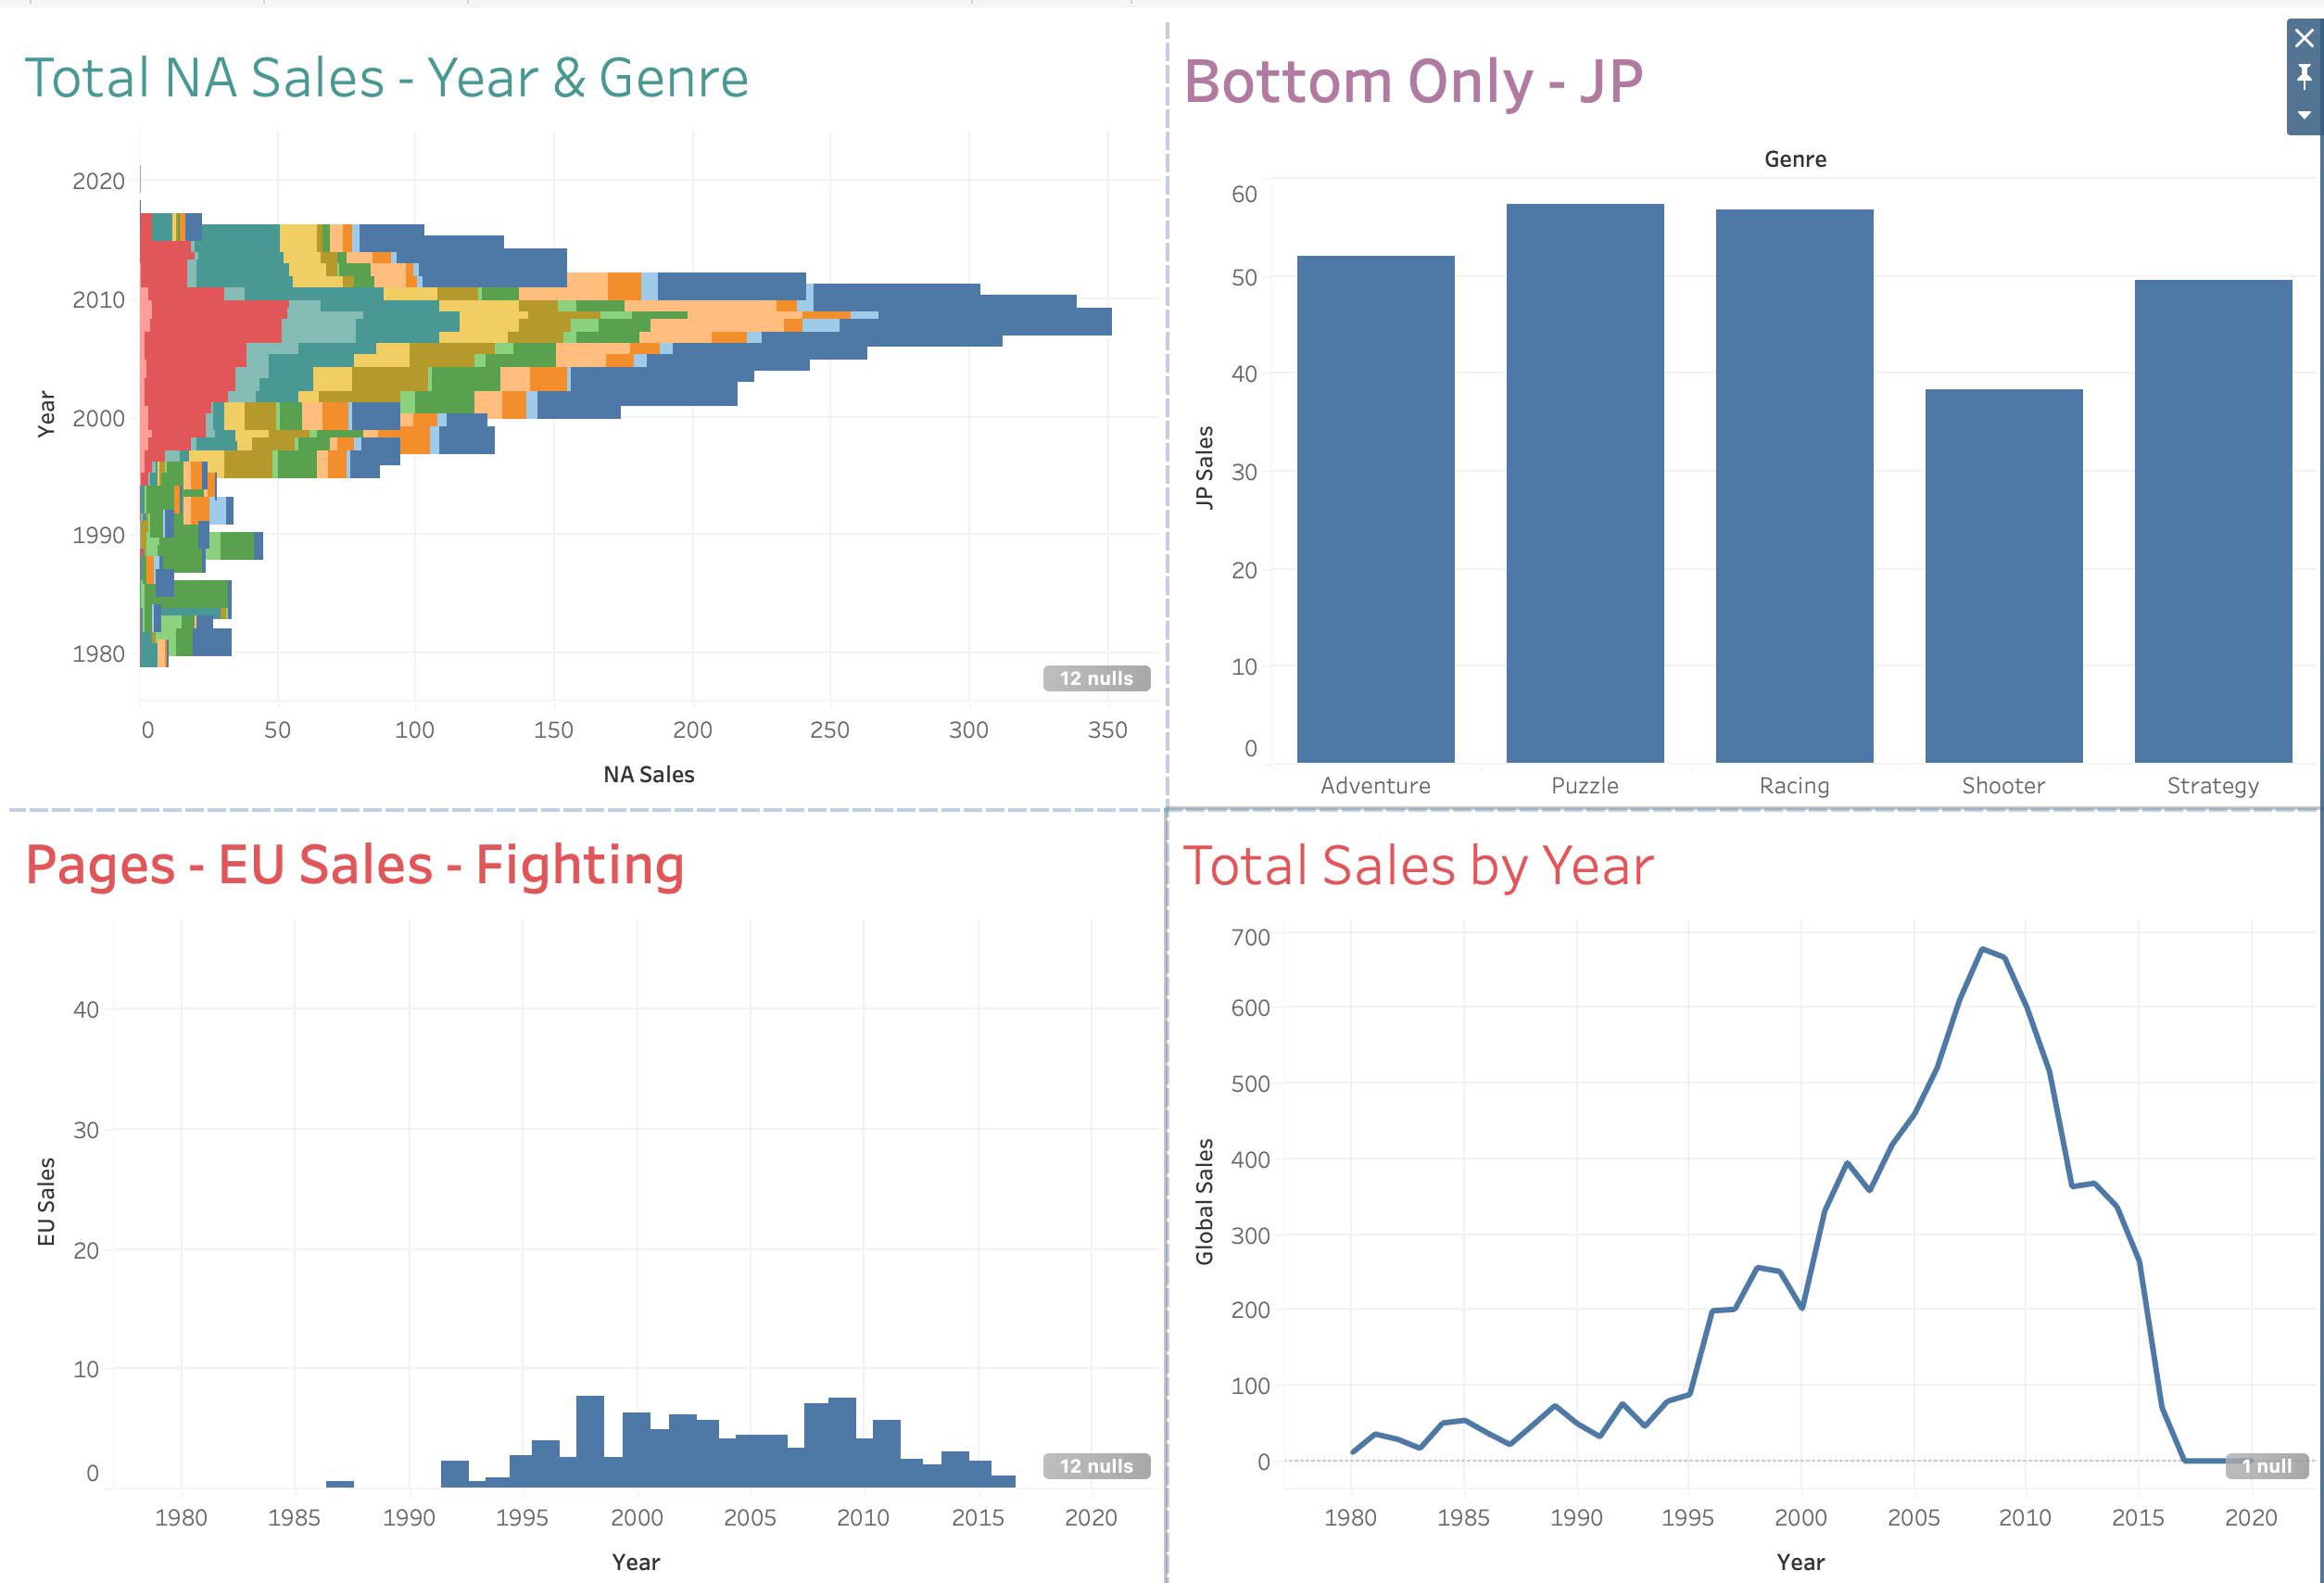 Total NA Sales - Year & Genre
Year
2020
2010
2000
1990
1980
12 nulls
0 50 100 150 200 250 300 350
NA Sales
Bottom Only - JP
Genre
JP Sales
60
50
40
30
20
10
0
Adventure Puzzle Racing Shooter Strategy
Pages - EU Sales - Fighting
EU Sales
40
30
20
10
0
12 nulls
1980 1985 1990 1995 2000 2005 2010 2015 2020
Year
Total Sales by Year
Global Sales
700
600
500
400
300
200
100
0
1 null
1980 1985 1990 1995 2000 2005 2010 2015 2020
Year